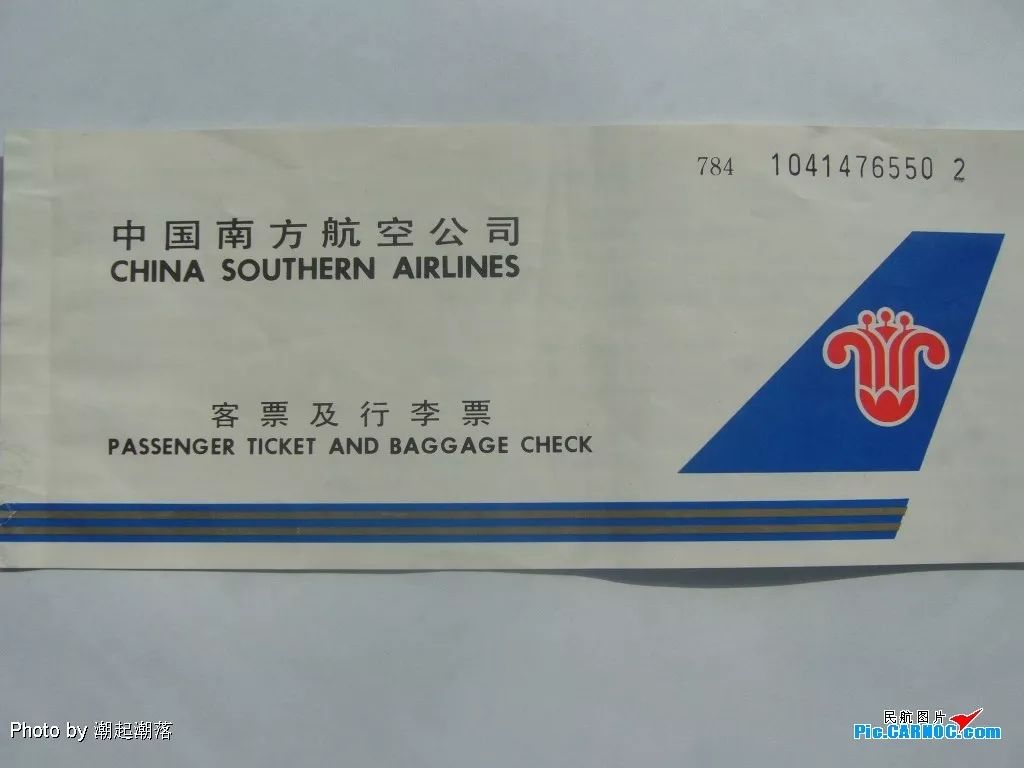 784 1041476550 2
中国南方航空公司
CHINA SOUTHERN AIRLINES
客票及行李票
PASSENGER TICKET AND BAGGAGE CHECK
Photo by 潮起潮落
民航图片
Pic.CARNOC.com